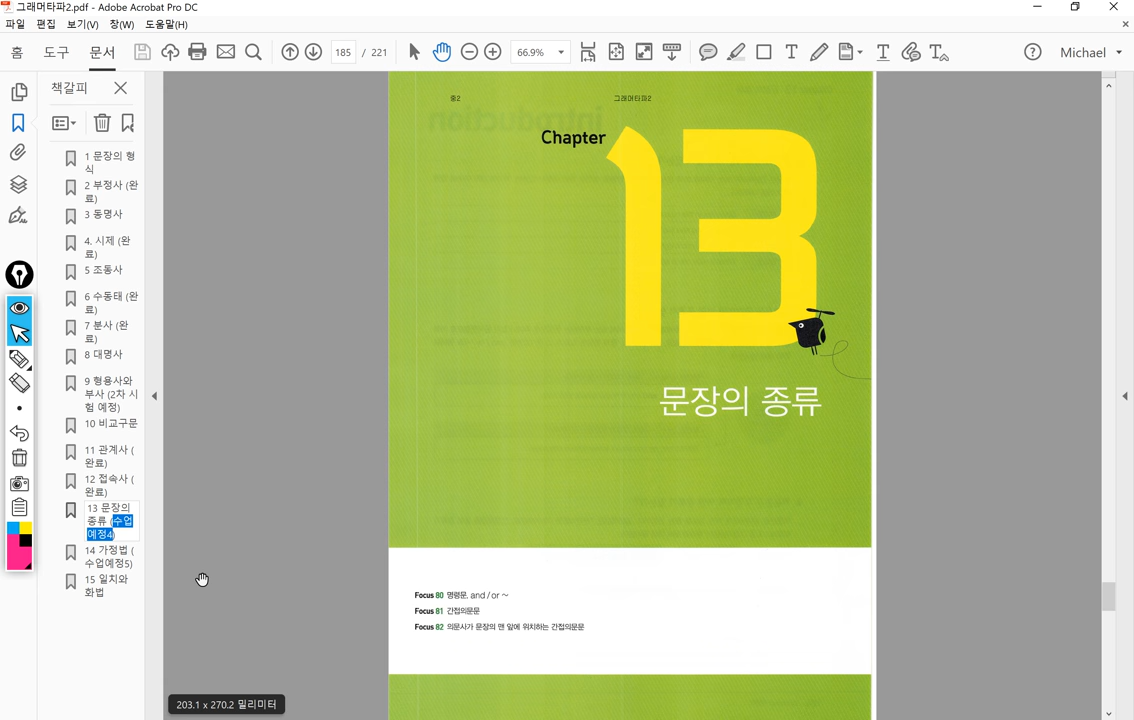 그래머타파2.pdf - Adobe Acrobat Pro DC
파일 편집 보기(V) 창(W) 도움말(H)
홈 도구 문서 185 / 221 66.9% Michael
책갈피
1 문장의 형
식
2 부정사 (완
료)
3 동명사
4. 시제 (완
료)
5 조동사
6 수동태 (완
료)
7 분사 (완
료)
8 대명사
9 형용사와
부사 (2차 시
험 예정)
10 비교구문
11 관계사 (
완료)
12 접속사 (
완료)
13 문장의
종류 (수업
예정4)
14 가정법 (
수업예정5)
15 일치와
화법
중2 그래머타파2
Chapter
13
문장의 종류
Focus 80 명령문, and / or ～
Focus 81 간접의문문
Focus 82 의문사가 문장의 맨 앞에 위치하는 간접의문문
203.1 x 270.2 밀리미터